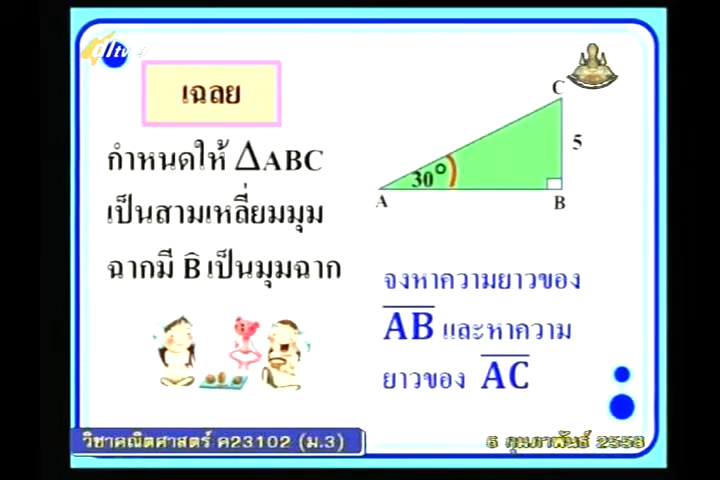 alive
เฉลย
กำหนดให้ ΔABC
เป็นสามเหลี่ยมมุม
ฉากมี B̂ เป็นมุมฉาก
C
5
30°
A
B
จงหาความยาวของ
A̅B̅ และหาความ
ยาวของ A̅C̅
วิชาคณิตศาสตร์ ค23102 (ม.3)
6 กุมภาพันธ์ 2558